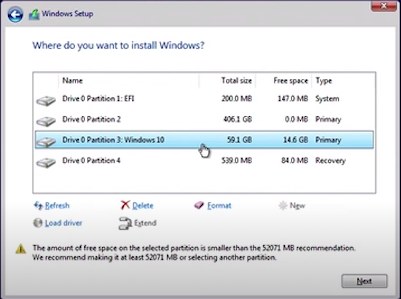 Windows Setup
Where do you want to install Windows?
Name Total size Free space Type
Drive 0 Partition 1: EFI 200.0 MB 147.0 MB System
Drive 0 Partition 2 406.1 GB 0.0 MB Primary
Drive 0 Partition 3: Windows 10 59.1 GB 14.6 GB Primary
Drive 0 Partition 4 539.0 MB 84.0 MB Recovery
Refresh Delete Format New
Load driver Extend
The amount of free space on the selected partition is smaller than the 52071 MB recommendation.
We recommend making it at least 52071 MB or selecting another partition.
Next